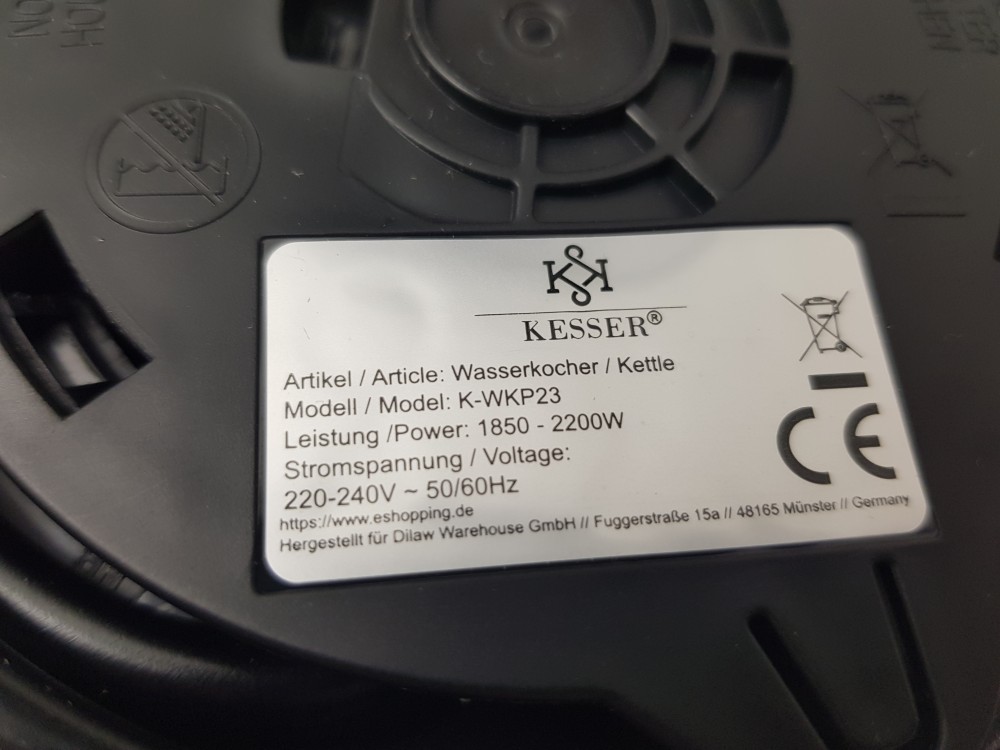 KESSER®
Artikel / Article: Wasserkocher / Kettle
Modell / Model: K-WKP23
Leistung /Power: 1850 - 2200W
Stromspannung / Voltage:
220-240V ~ 50/60Hz
https://www.eshopping.de
Hergestellt für Dilaw Warehouse GmbH // Fuggerstraße 15a // 48165 Münster // Germany
CE